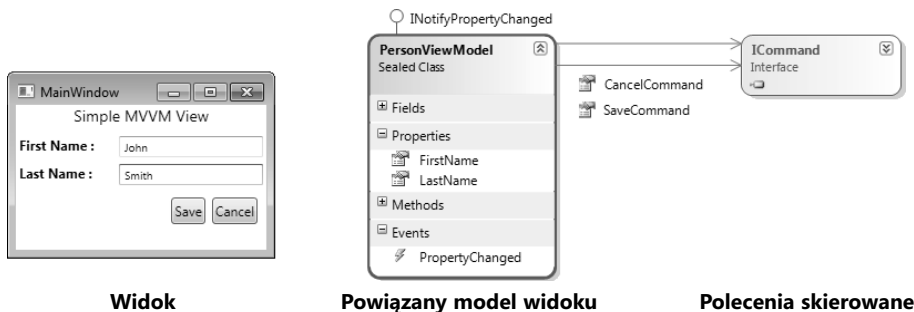 INotifyPropertyChanged
PersonViewModel
Sealed Class
Fields
Properties
FirstName
LastName
Methods
Events
PropertyChanged
ICommand
Interface
CancelCommand
SaveCommand
MainWindow
Simple MVVM View
First Name :
John
Last Name :
Smith
Save Cancel
Widok
Powiązany model widoku
Polecenia skierowane